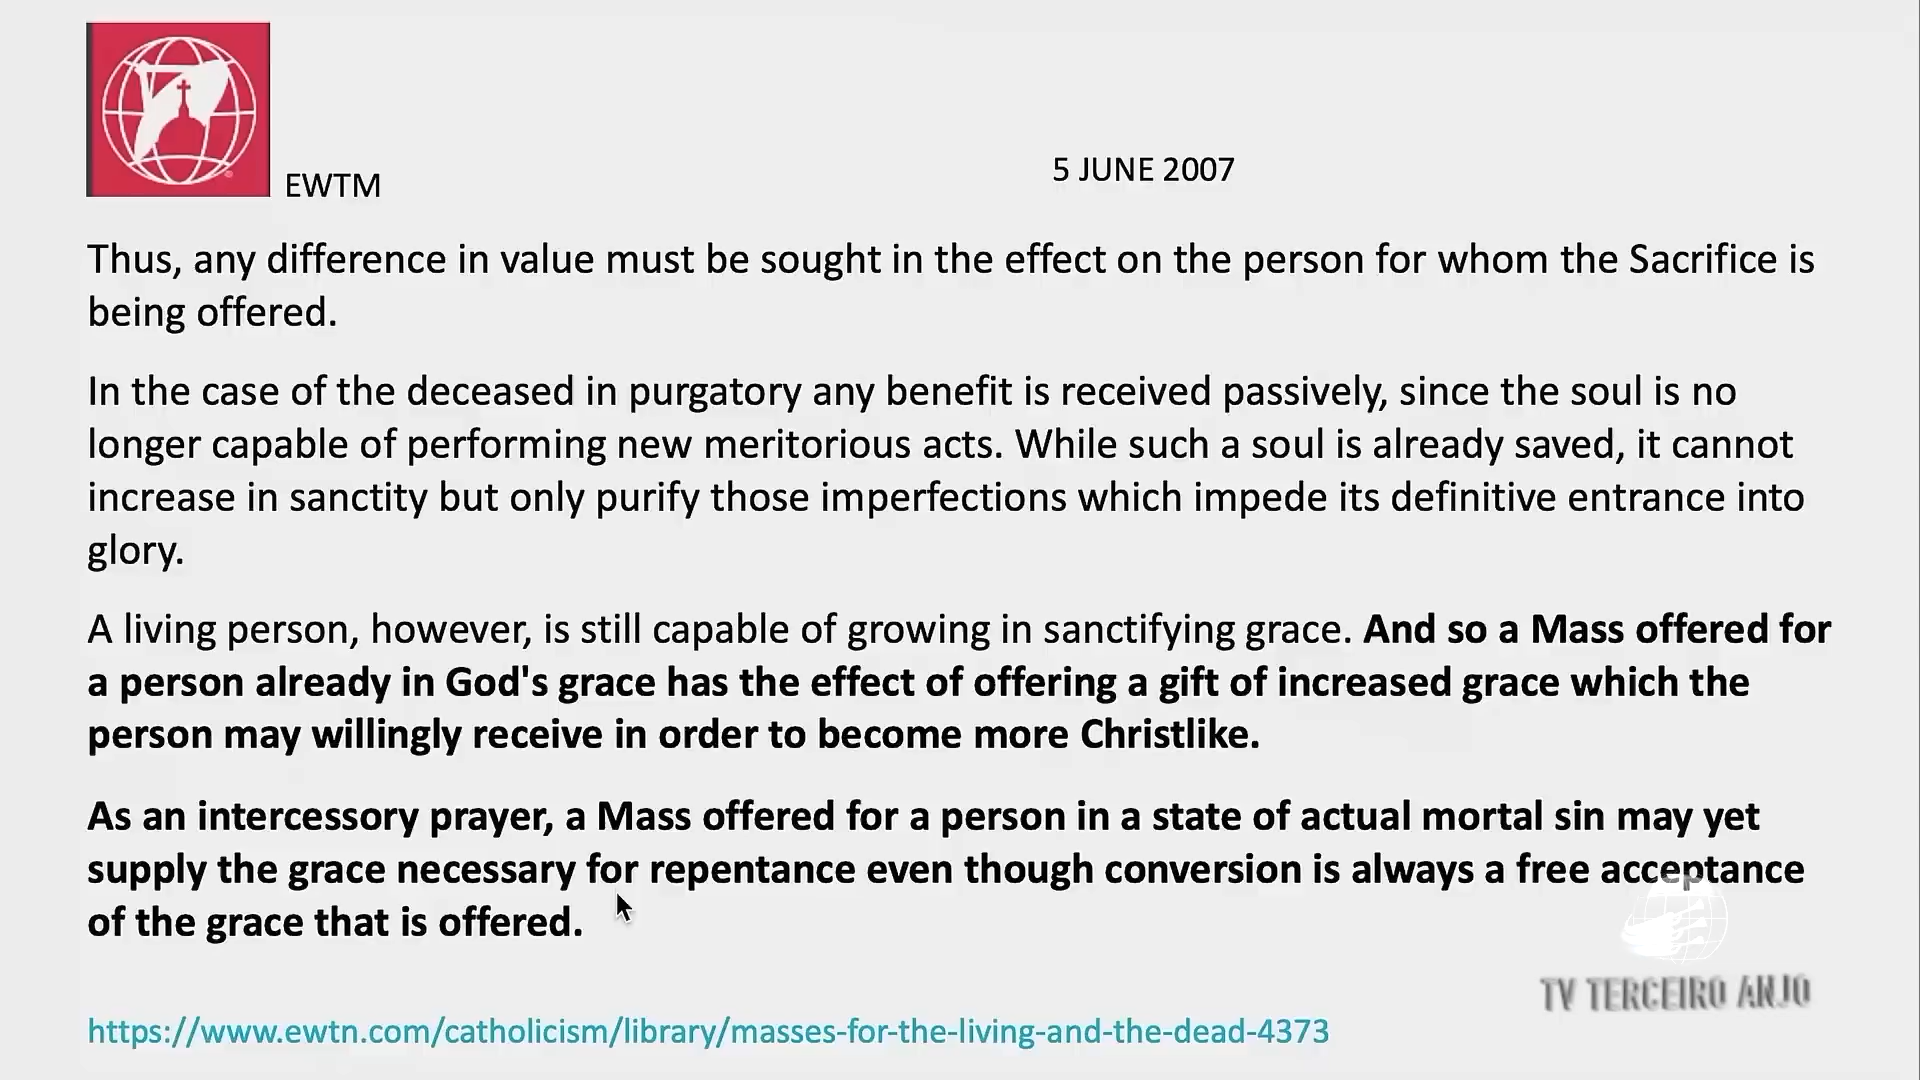 EWTM
5 JUNE 2007
Thus, any difference in value must be sought in the effect on the person for whom the Sacrifice is
being offered.
In the case of the deceased in purgatory any benefit is received passively, since the soul is no
longer capable of performing new meritorious acts. While such a soul is already saved, it cannot
increase in sanctity but only purify those imperfections which impede its definitive entrance into
glory.
A living person, however, is still capable of growing in sanctifying grace. And so a Mass offered for
a person already in God's grace has the effect of offering a gift of increased grace which the
person may willingly receive in order to become more Christlike.
As an intercessory prayer, a Mass offered for a person in a state of actual mortal sin may yet
supply the grace necessary for repentance even though conversion is always a free acceptance
of the grace that is offered.
TV TERCEIRO ANJO
https://www.ewtn.com/catholicism/library/masses-for-the-living-and-the-dead-4373